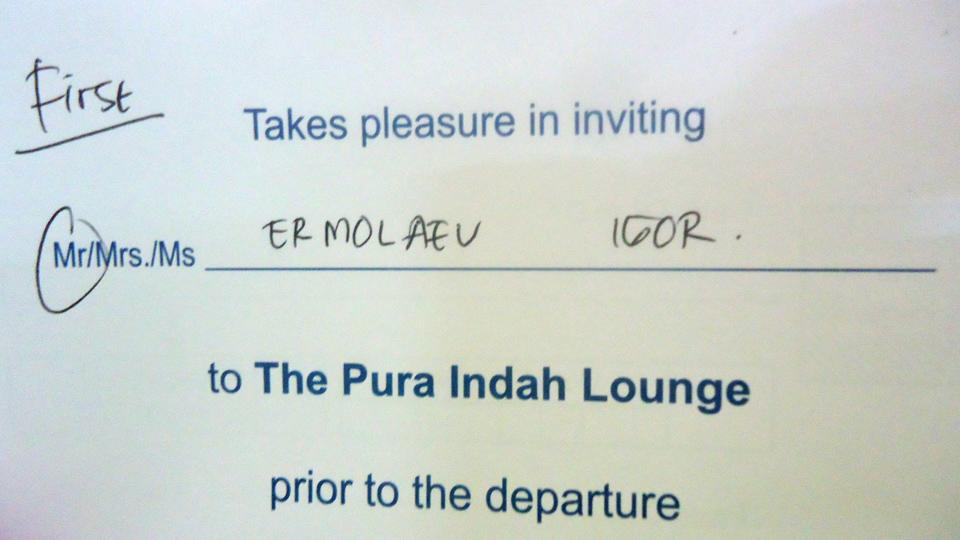 First
Takes pleasure in inviting
Mr/Mrs./Ms ERMOLAEV IGOR.
to The Pura Indah Lounge
prior to the departure